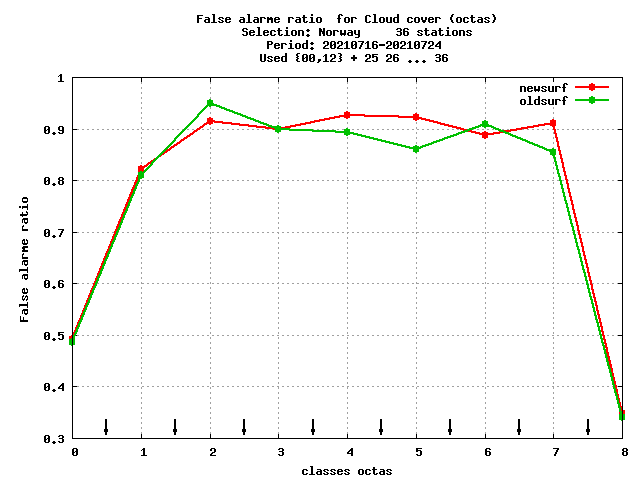 False alarme ratio for Cloud cover (octas)
Selection: Norway 36 stations
Period: 20210716-20210724
Used {00,12} + 25 26 ... 36
newsurf
oldsurf
1
0.9
0.8
0.7
0.6
0.5
0.4
0.3
False alarme ratio
0 1 2 3 4 5 6 7 8
classes octas